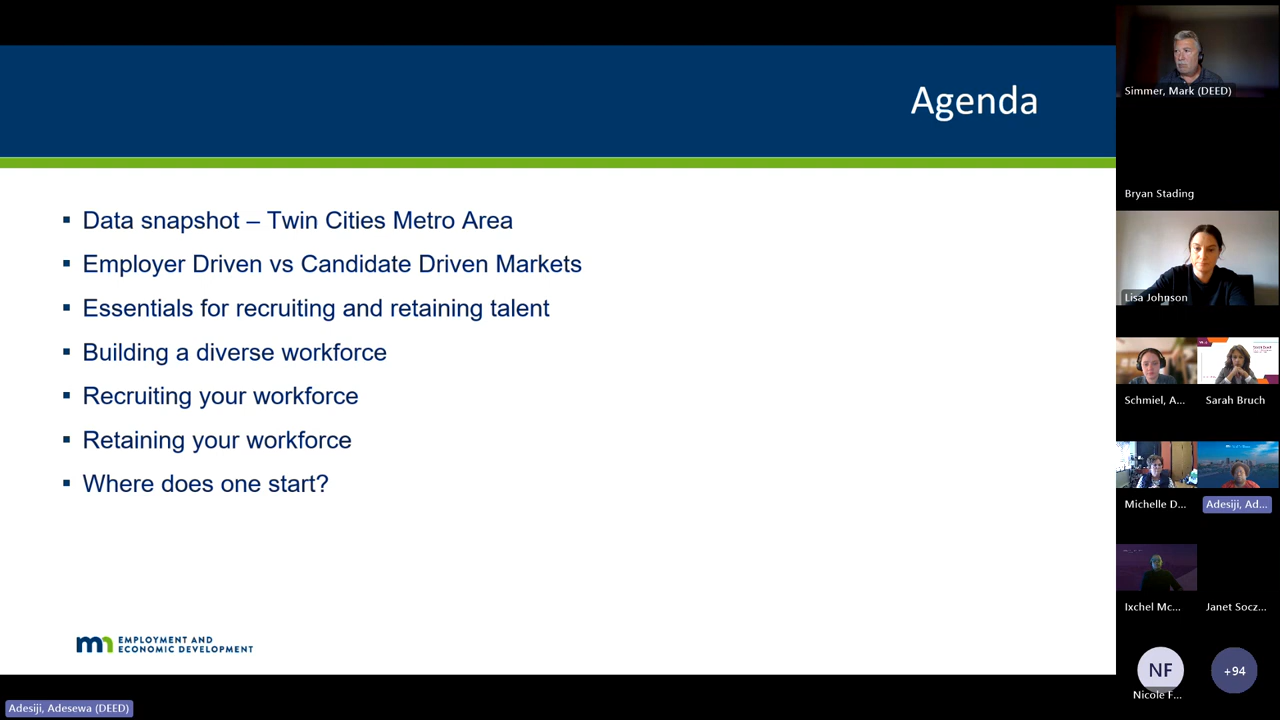 Agenda
Data snapshot – Twin Cities Metro Area
Employer Driven vs Candidate Driven Markets
Essentials for recruiting and retaining talent
Building a diverse workforce
Recruiting your workforce
Retaining your workforce
Where does one start?
mn EMPLOYMENT AND
ECONOMIC DEVELOPMENT
Adesiji, Adesewa (DEED)
Simmer, Mark (DEED)
Bryan Stading
Lisa Johnson
Schmiel, A...
Sarah Bruch
Michelle D...
Adesiji, Ad...
Ixchel Mc...
Janet Socz...
NF
Nicole F...
+94